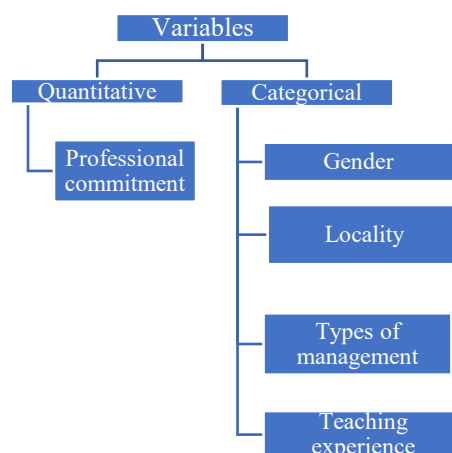 Variables
Quantitative
Categorical
Professional
commitment
Gender
Locality
Types of
management
Teaching
experience